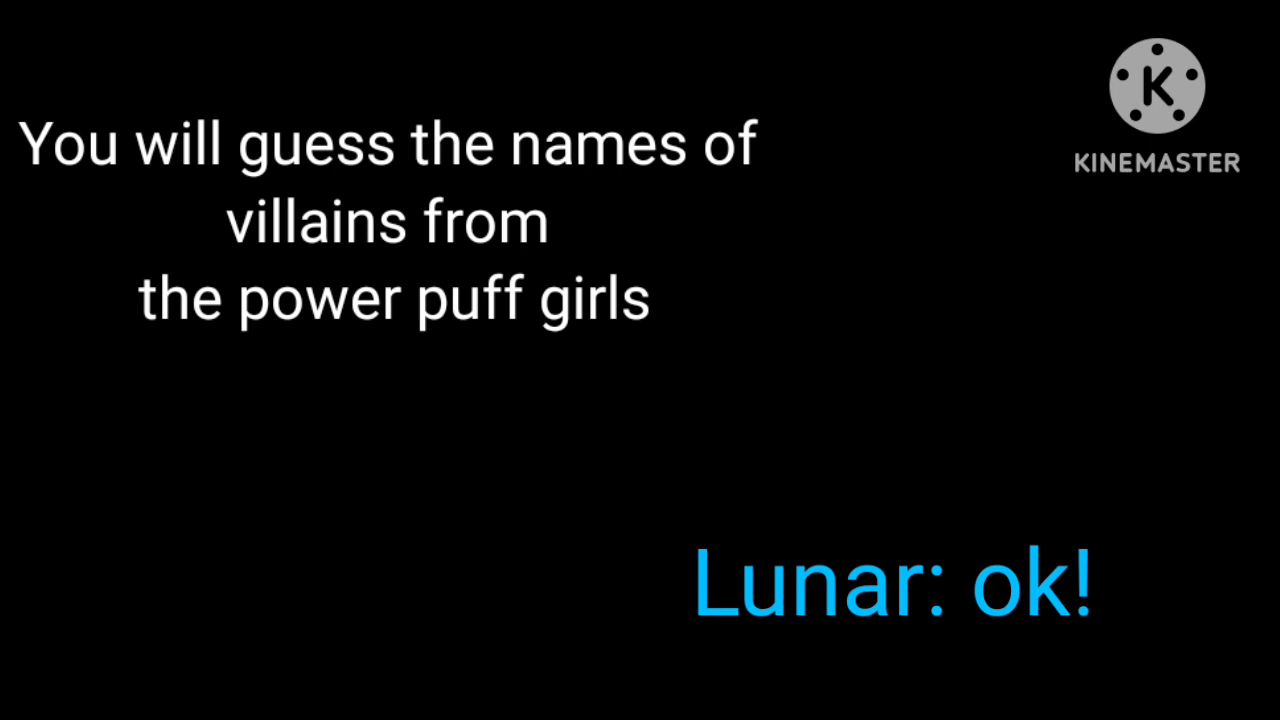 You will guess the names of
villains from
the power puff girls
K
KINEMASTER
Lunar: ok!